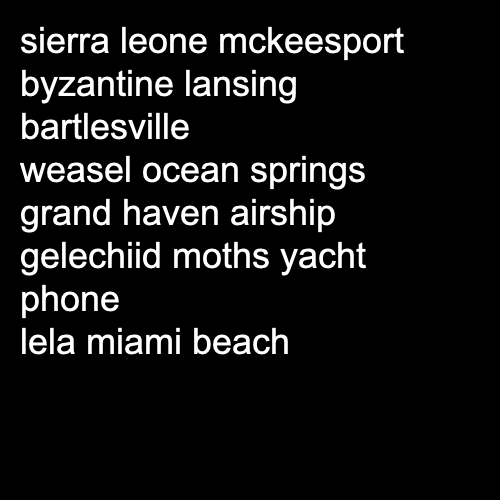 sierra leone mckeesport
byzantine lansing
bartlesville
weasel ocean springs
grand haven airship
gelechiid moths yacht
phone
lela miami beach